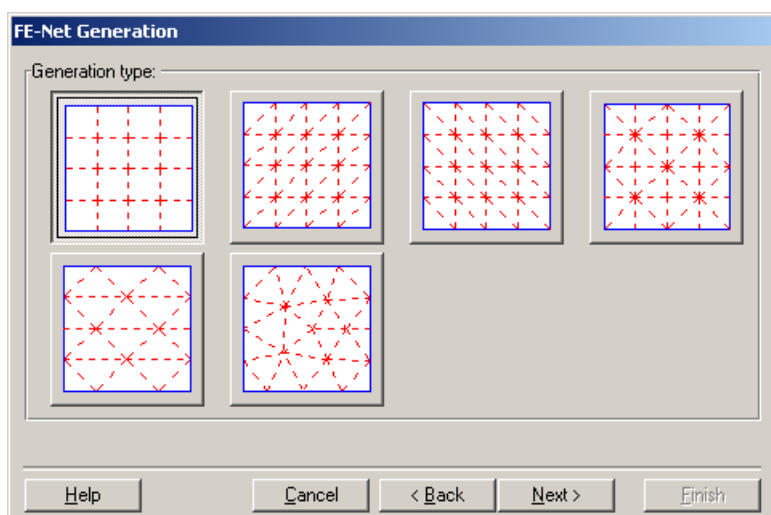 FE-Net Generation
Generation type:
Help
Cancel
< Back
Next >
Finish